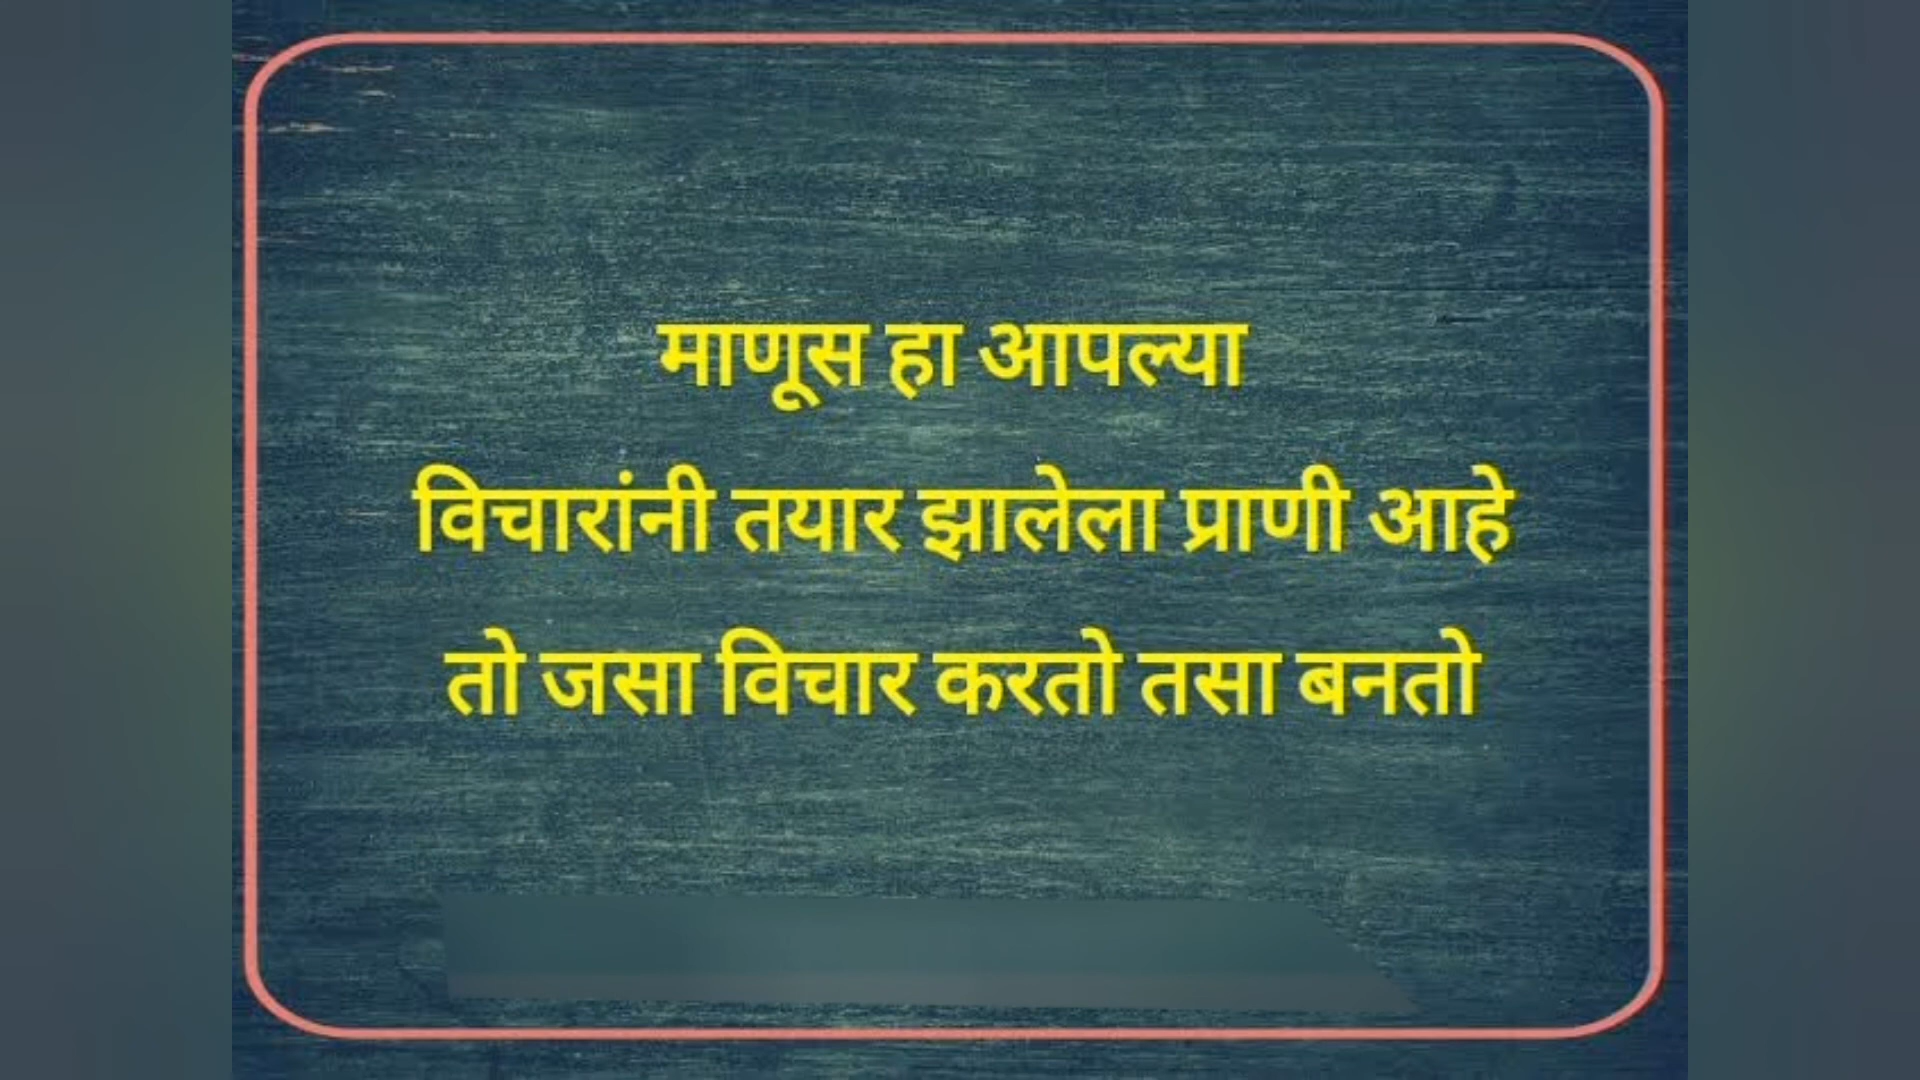 माणूस हा आपल्या
विचारांनी तयार झालेला प्राणी आहे
तो जसा विचार करतो तसा बनतो